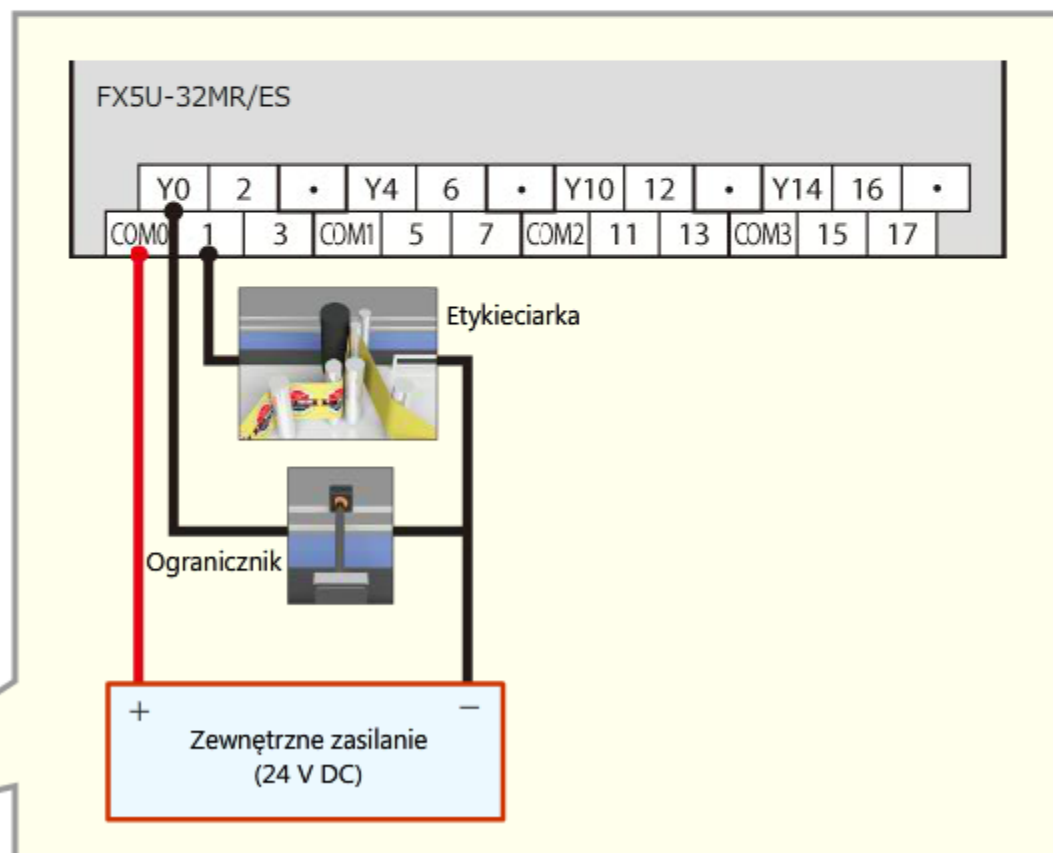 FX5U-32MR/ES
Y0 2 • Y4 6 • Y10 12 • Y14 16 •
COM0 1 3 COM1 5 7 COM2 11 13 COM3 15 17
Etykieciarka
Ogranicznik
+ −
Zewnętrzne zasilanie
(24 V DC)